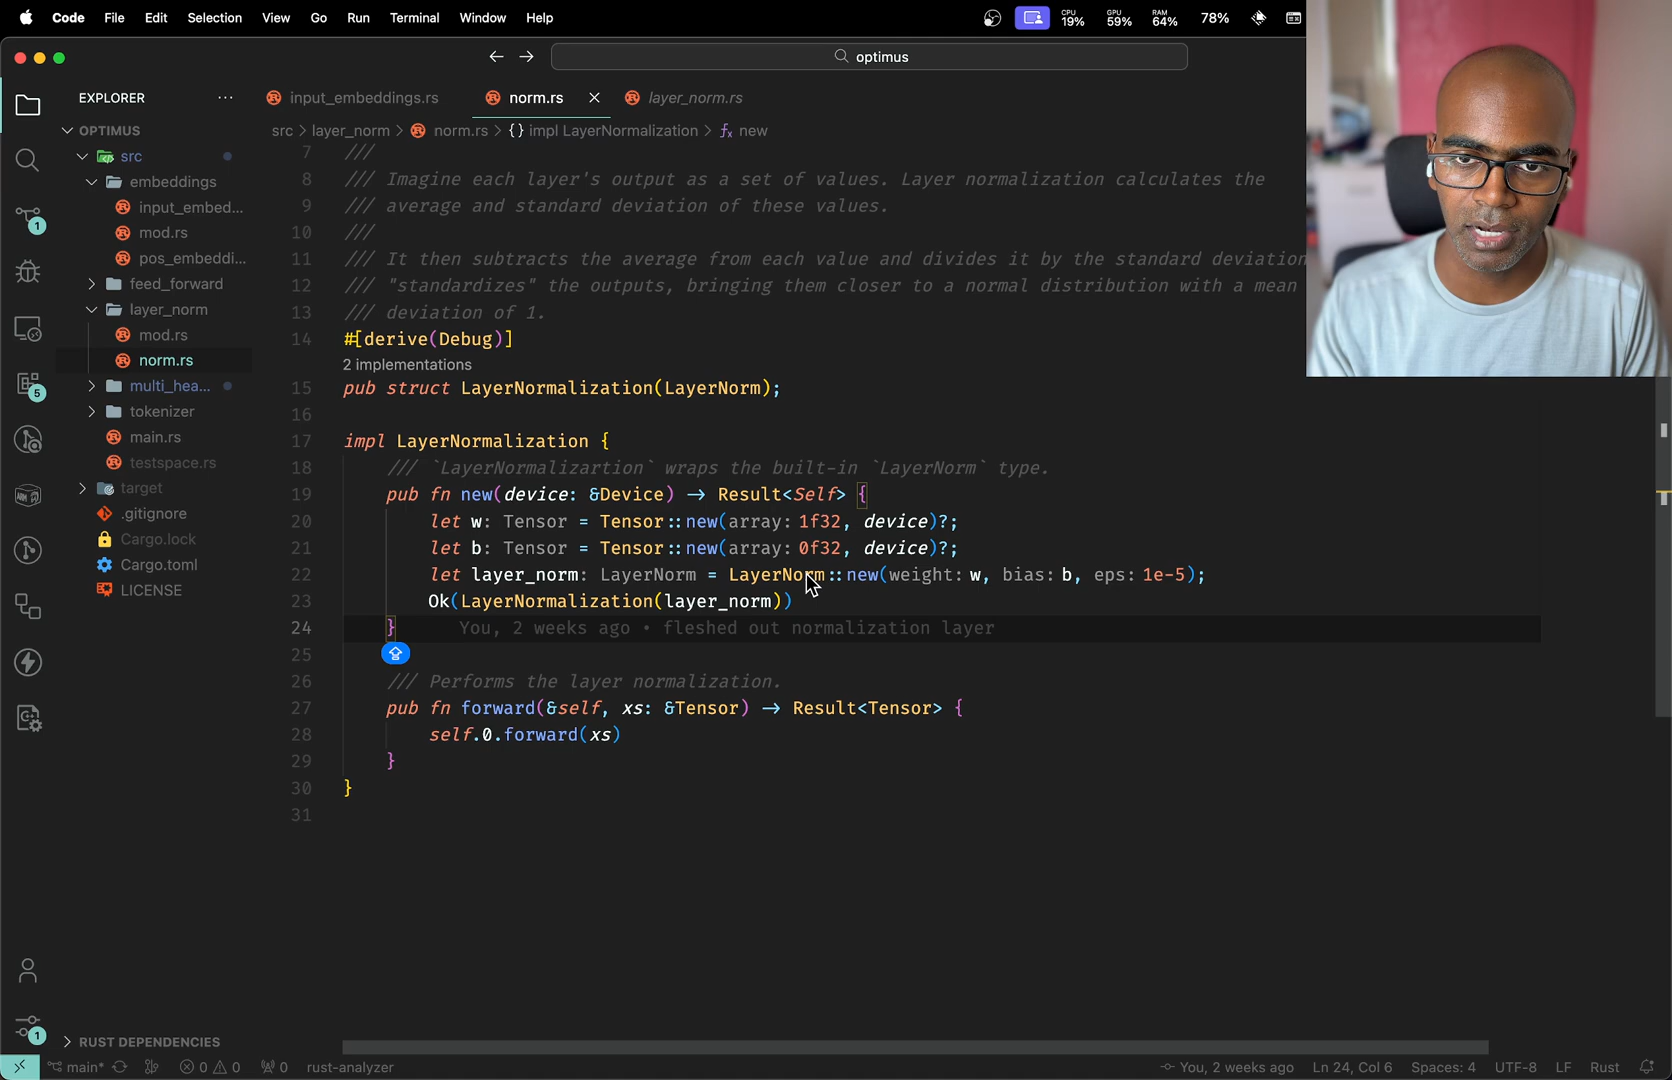 Code File Edit Selection View Go Run Terminal Window Help CPU 19% GPU 59% RAM 64% 78%
optimus
EXPLORER ...
input_embeddings.rs norm.rs layer_norm.rs
OPTIMUS
src > layer_norm > norm.rs > {} impl LayerNormalization > fx new
src
embeddings
input_embed...
mod.rs
pos_embeddi...
feed_forward
layer_norm
mod.rs
norm.rs
multi_hea...
tokenizer
main.rs
testspace.rs
target
.gitignore
Cargo.lock
Cargo.toml
LICENSE
RUST DEPENDENCIES
1
5
1
7 ///
8 /// Imagine each layer's output as a set of values. Layer normalization calculates the
9 /// average and standard deviation of these values.
10 ///
11 /// It then subtracts the average from each value and divides it by the standard deviation
12 /// "standardizes" the outputs, bringing them closer to a normal distribution with a mean
13 /// deviation of 1.
14 #[derive(Debug)]
2 implementations
15 pub struct LayerNormalization(LayerNorm);
16
17 impl LayerNormalization {
18 /// `LayerNormalizartion` wraps the built-in `LayerNorm` type.
19 pub fn new(device: &Device) → Result<Self> {
20 let w: Tensor = Tensor::new(array: 1f32, device)?;
21 let b: Tensor = Tensor::new(array: 0f32, device)?;
22 let layer_norm: LayerNorm = LayerNorm::new(weight: w, bias: b, eps: 1e-5);
23 Ok(LayerNormalization(layer_norm))
24 } You, 2 weeks ago • fleshed out normalization layer
25
26 /// Performs the layer normalization.
27 pub fn forward(&self, xs: &Tensor) → Result<Tensor> {
28 self.0.forward(xs)
29 }
30 }
31
main* 0 0 0 rust-analyzer You, 2 weeks ago Ln 24, Col 6 Spaces: 4 UTF-8 LF Rust